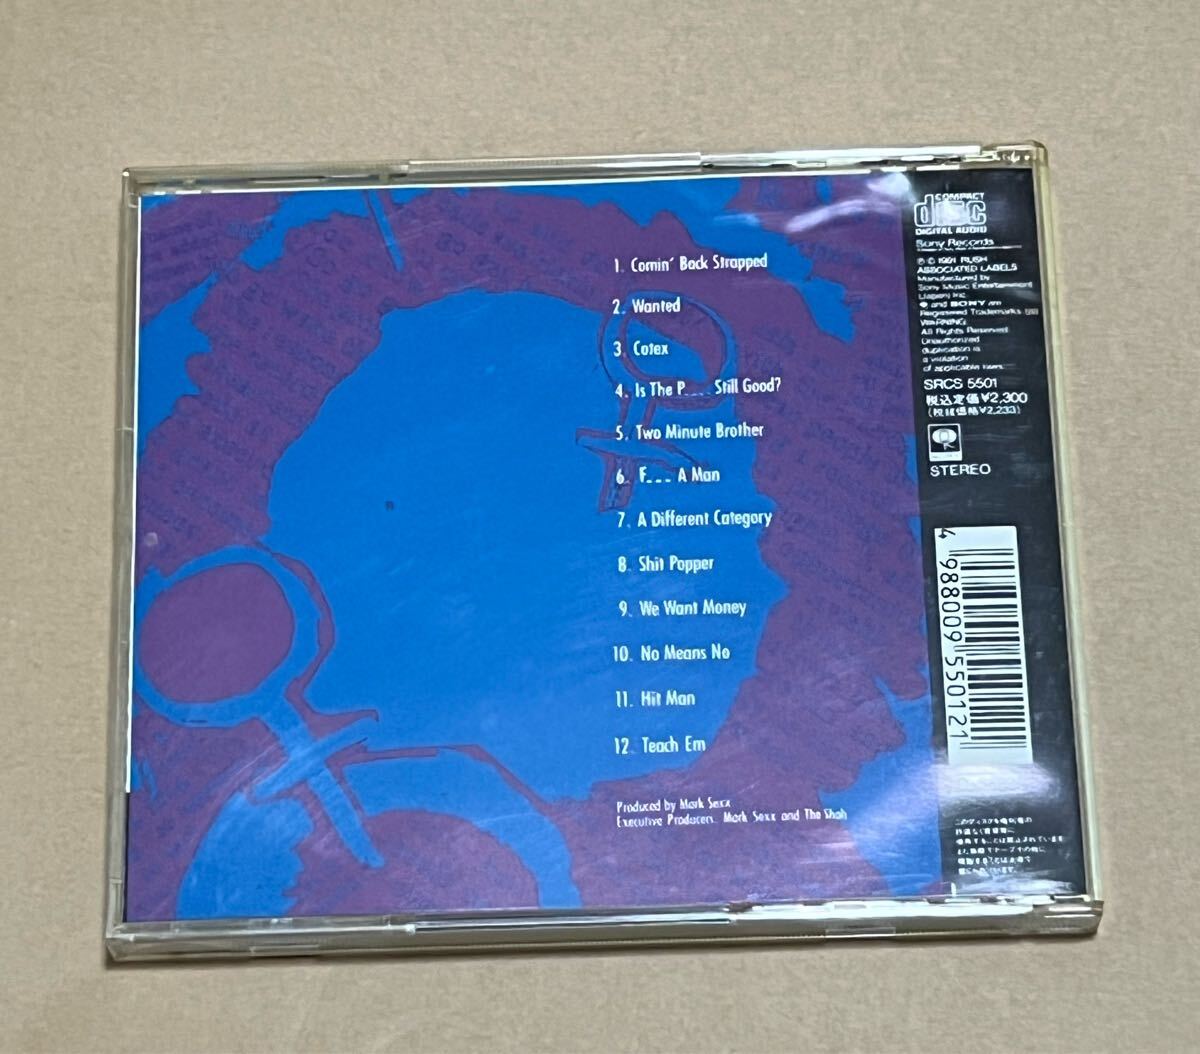 1. Comin' Back Strapped
2. Wanted
3. Cotex
4. Is The P.... Still Good?
5. Two Minute Brother
6. F... A Man
7. A Different Category
8. Shit Popper
9. We Want Money
10. No Means No
11. Hit Man
12. Teach Em
Produced by Mark Sexx
Executive Producers: Mark Sexx and The Shah
COMPACT
disc
DIGITAL AUDIO
Sony Records
℗ © 1991 RUSH
ASSOCIATED LABELS
Manufactured by
Sony Music Entertainment
(Japan) Inc.
and SONY are
Registered Trademarks
WARNING:
All Rights Reserved
Unauthorized
duplication is
a violation
of applicable laws.
SRCS 5501
税込定価¥2,300
(税抜価格¥2,233)
STEREO
4 988009 550121